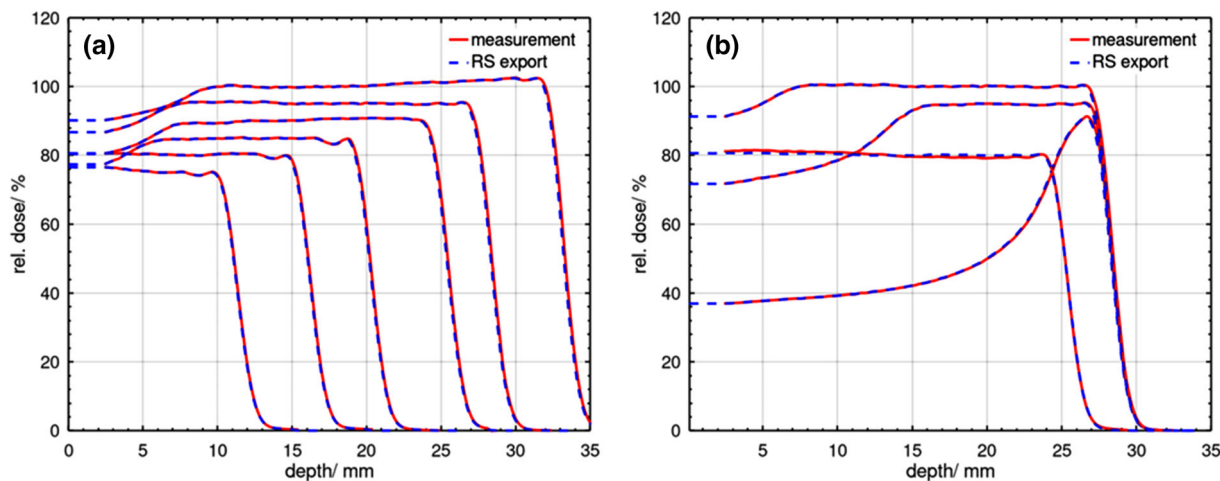 (a)
measurement
RS export
120
100
80
60
40
20
0
rel. dose/ %
0 5 10 15 20 25 30 35
depth/ mm
(b)
measurement
RS export
120
100
80
60
40
20
0
rel. dose/ %
5 10 15 20 25 30 35
depth/ mm